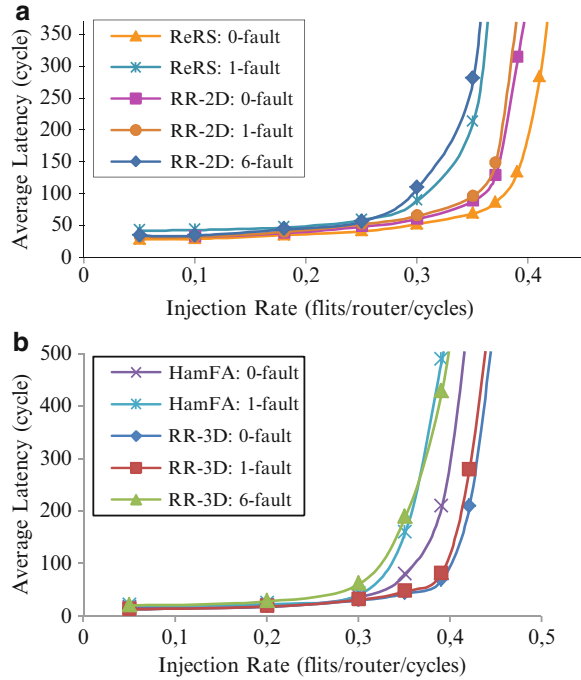 a
Average Latency (cycle)
350
300
250
200
150
100
50
0
ReRS: 0-fault
ReRS: 1-fault
RR-2D: 0-fault
RR-2D: 1-fault
RR-2D: 6-fault
0
0,1
0,2
0,3
0,4
Injection Rate (flits/router/cycles)
b
Average Latency (cycle)
500
400
300
200
100
0
HamFA: 0-fault
HamFA: 1-fault
RR-3D: 0-fault
RR-3D: 1-fault
RR-3D: 6-fault
0
0,1
0,2
0,3
0,4
0,5
Injection Rate (flits/router/cycles)